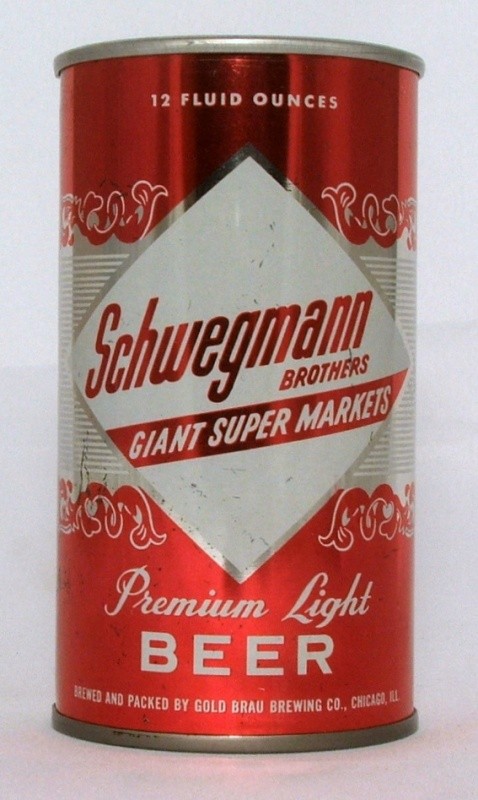 12 FLUID OUNCES
Schwegmann
BROTHERS
GIANT SUPER MARKETS
Premium Light
BEER
BREWED AND PACKED BY GOLD BRAU BREWING CO., CHICAGO, ILL.